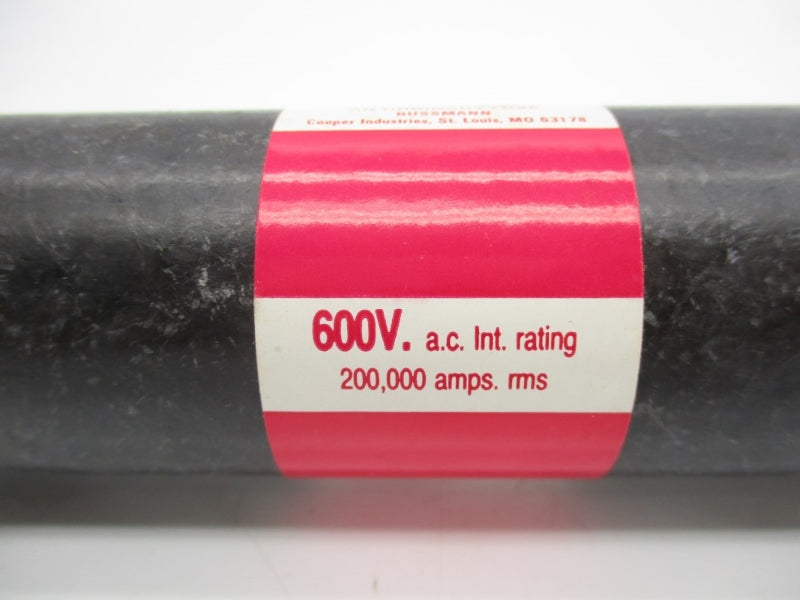 BUSSMANN
Cooper Industries, St. Louis, MO 63178
600V. a.c. Int. rating
200,000 amps. rms